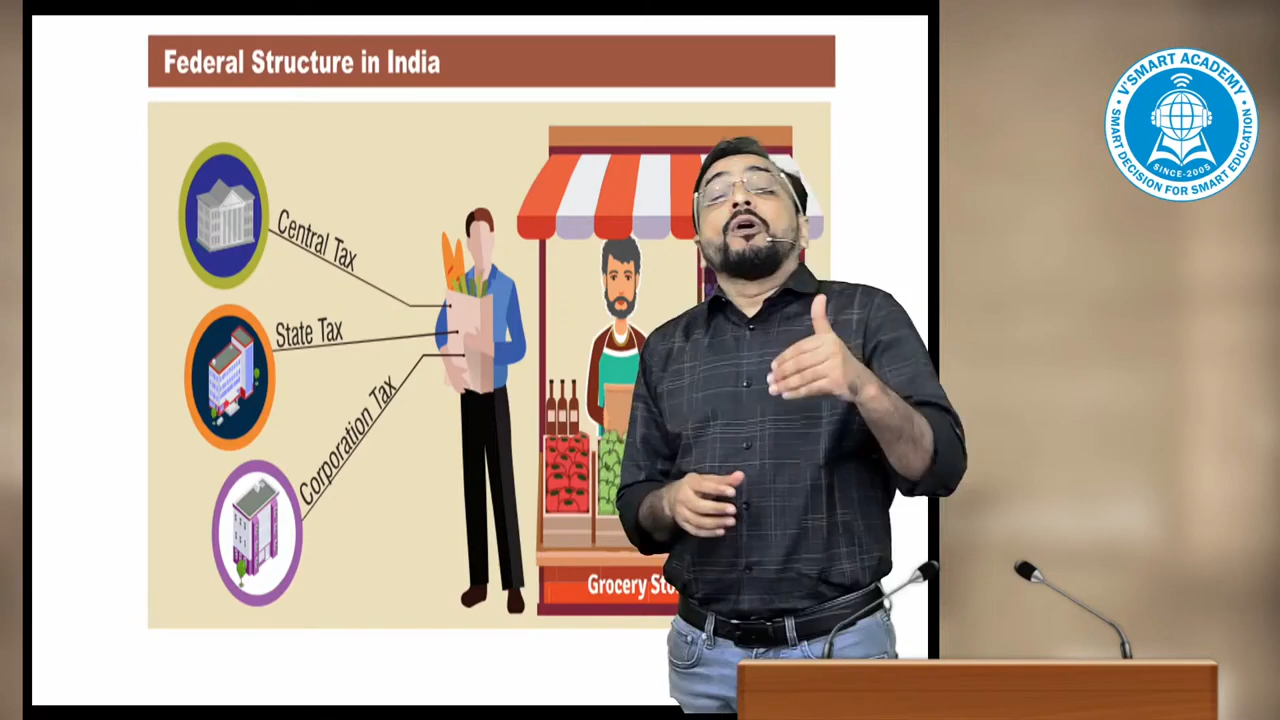 Federal Structure in India
Central Tax
State Tax
Corporation Tax
Grocery
V'SMART ACADEMY
SINCE-2005
SMART DECISION FOR SMART EDUCATION